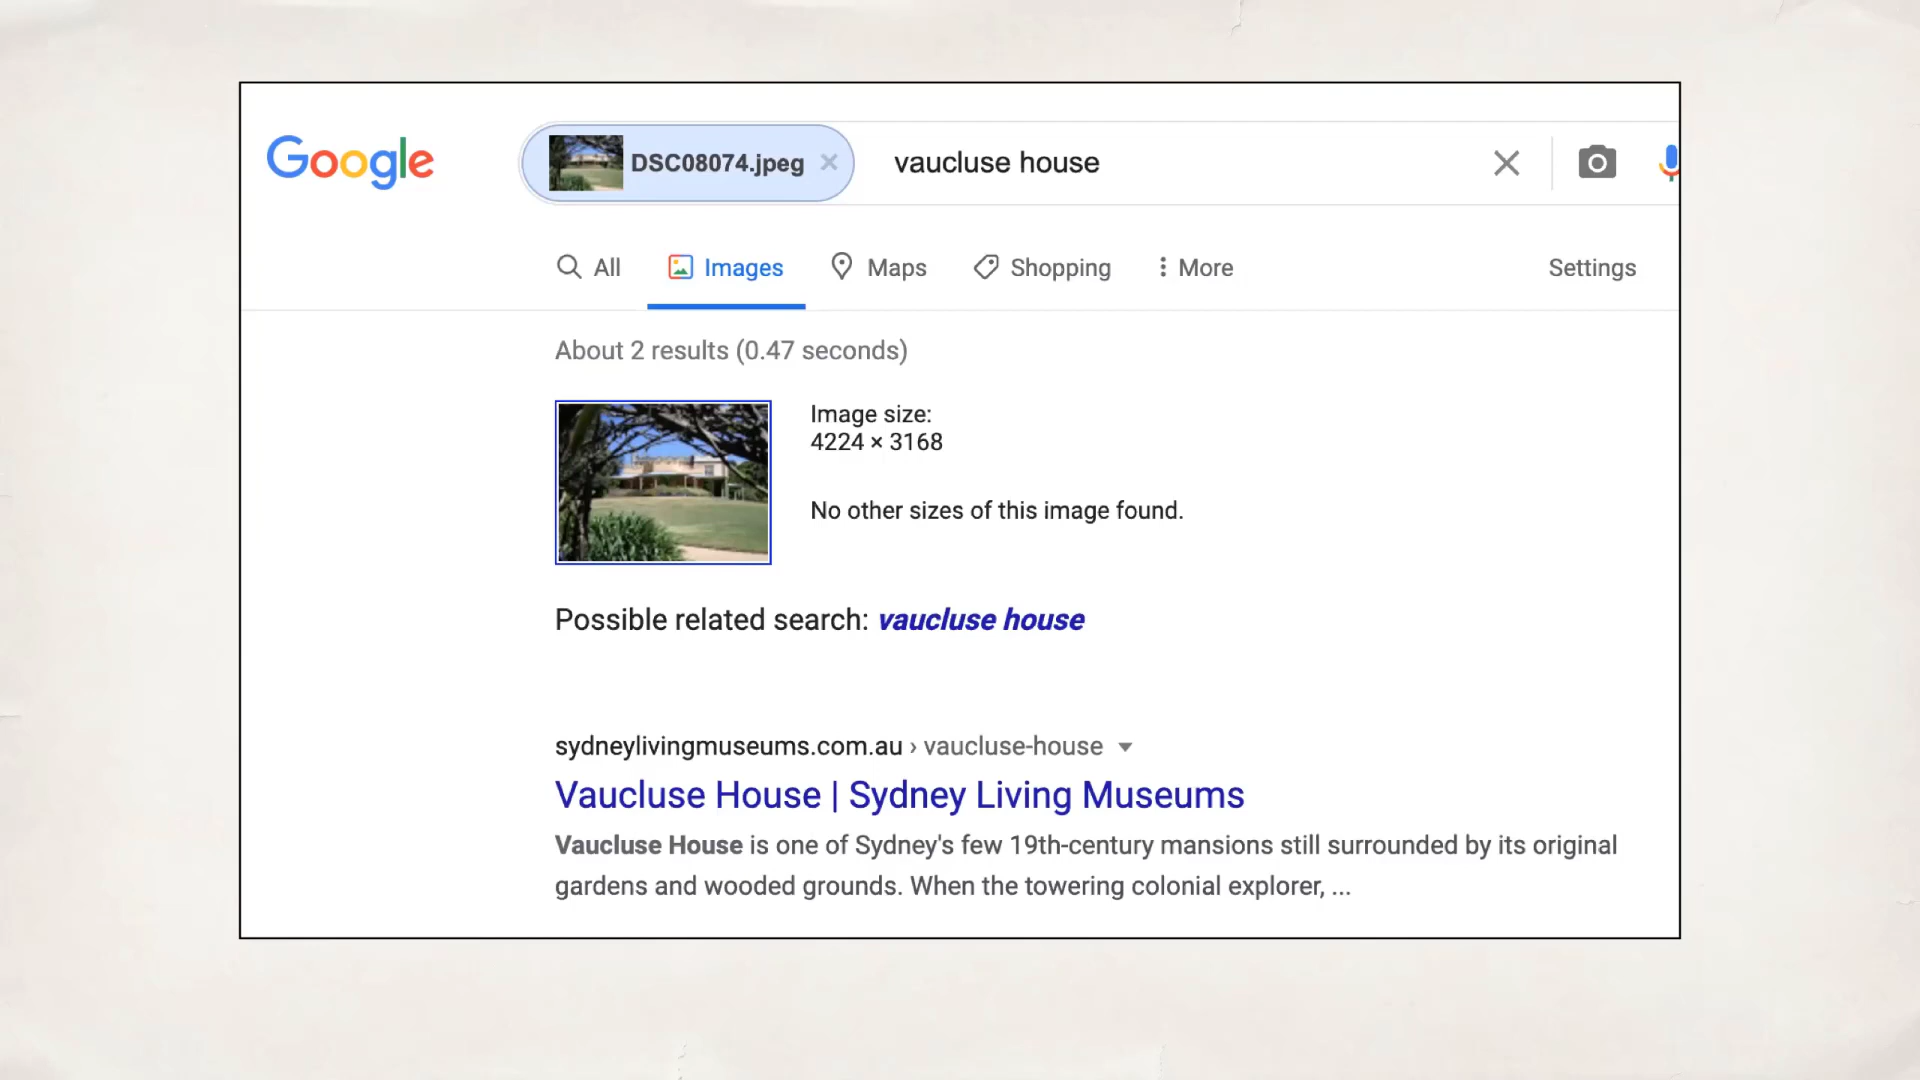 Google
DSC08074.jpeg × vaucluse house
All Images Maps Shopping More Settings
About 2 results (0.47 seconds)
Image size:
4224 × 3168
No other sizes of this image found.
Possible related search: vaucluse house
sydneylivingmuseums.com.au › vaucluse-house
Vaucluse House | Sydney Living Museums
Vaucluse House is one of Sydney's few 19th-century mansions still surrounded by its original
gardens and wooded grounds. When the towering colonial explorer, ...